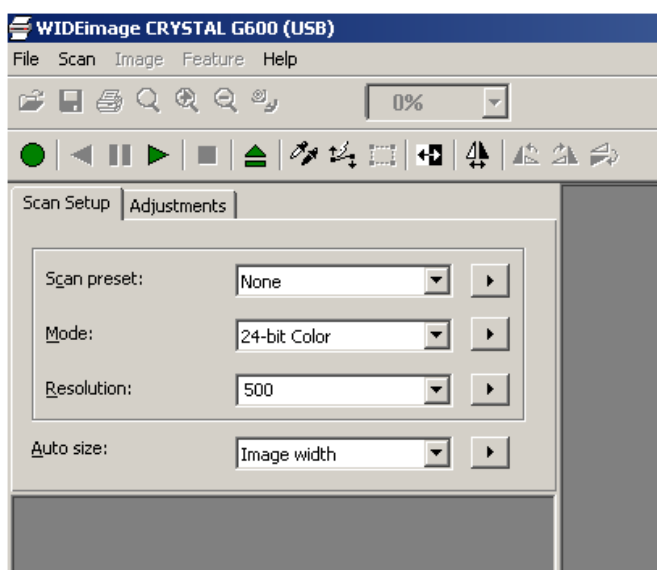 WIDEimage CRYSTAL G600 (USB)
File Scan Image Feature Help
0%
Scan Setup Adjustments
Scan preset: None
Mode: 24-bit Color
Resolution: 500
Auto size: Image width